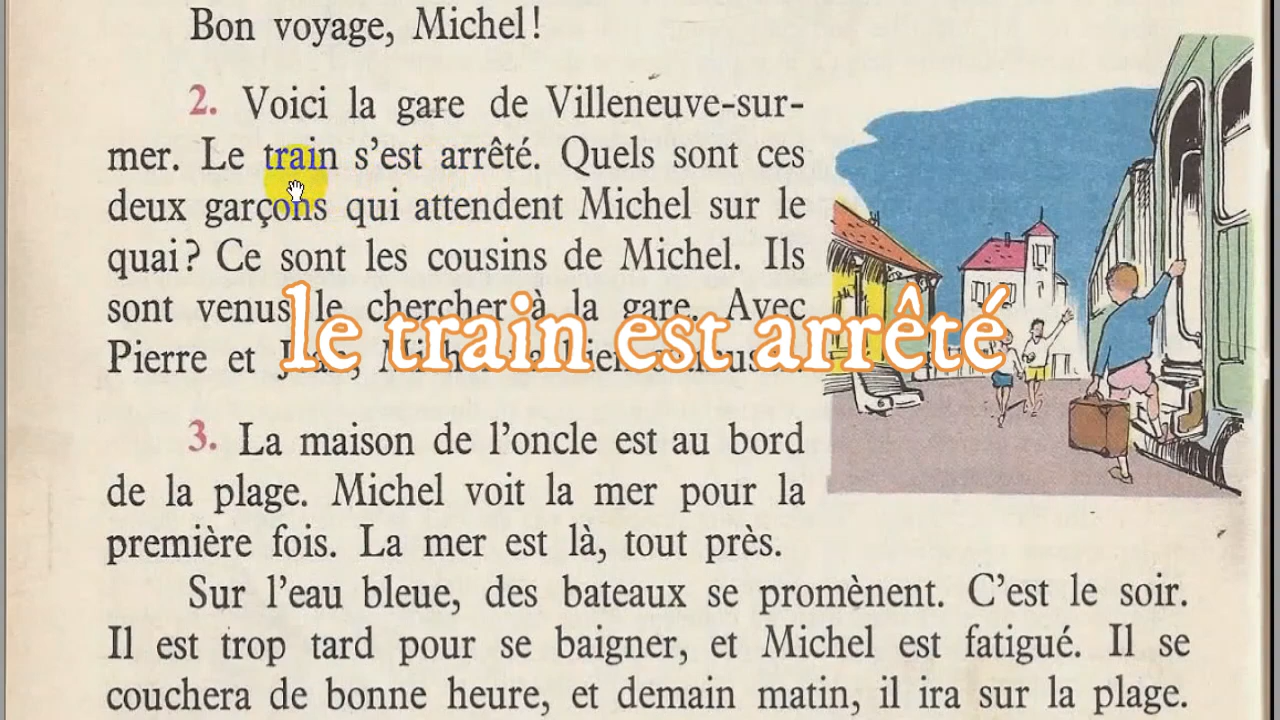 Bon voyage, Michel!
2. Voici la gare de Villeneuve-sur-
mer. Le train s'est arrêté. Quels sont ces
deux garçons qui attendent Michel sur le
quai? Ce sont les cousins de Michel. Ils
sont venus le chercher à la gare. Avec
le train est arrêté
Pierre et
3. La maison de l'oncle est au bord
de la plage. Michel voit la mer pour la
première fois. La mer est là, tout près.
Sur l'eau bleue, des bateaux se promènent. C'est le soir.
Il est trop tard pour se baigner, et Michel est fatigué. Il se
couchera de bonne heure, et demain matin, il ira sur la plage.